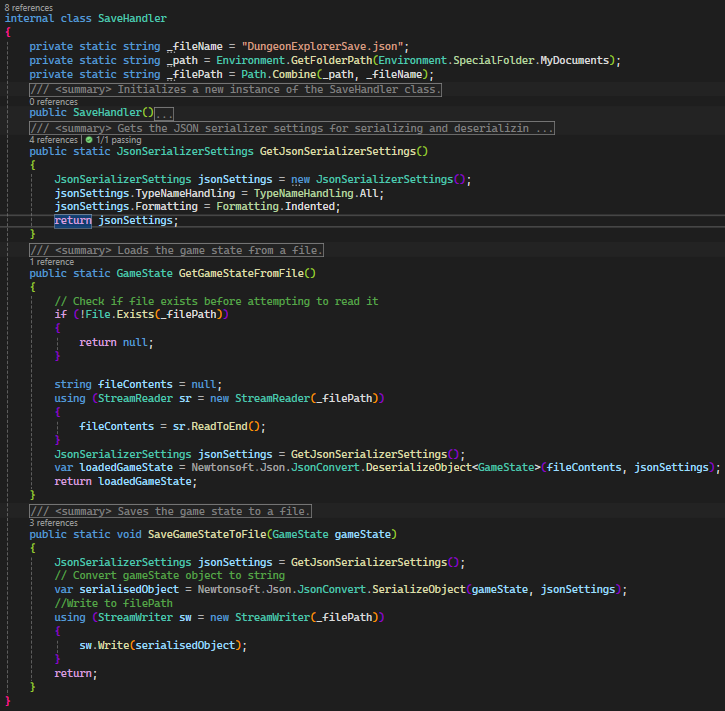 8 references
internal class SaveHandler
{
private static string _fileName = "DungeonExplorerSave.json";
private static string _path = Environment.GetFolderPath(Environment.SpecialFolder.MyDocuments);
private static string _filePath = Path.Combine(_path, _fileName);
/// <summary> Initializes a new instance of the SaveHandler class.
0 references
public SaveHandler()...
/// <summary> Gets the JSON serializer settings for serializing and deserializin ...
4 references | 1/1 passing
public static JsonSerializerSettings GetJsonSerializerSettings()
{
JsonSerializerSettings jsonSettings = new JsonSerializerSettings();
jsonSettings.TypeNameHandling = TypeNameHandling.All;
jsonSettings.Formatting = Formatting.Indented;
return jsonSettings;
}
/// <summary> Loads the game state from a file.
1 reference
public static GameState GetGameStateFromFile()
{
// Check if file exists before attempting to read it
if (!File.Exists(_filePath))
{
return null;
}
string fileContents = null;
using (StreamReader sr = new StreamReader(_filePath))
{
fileContents = sr.ReadToEnd();
}
JsonSerializerSettings jsonSettings = GetJsonSerializerSettings();
var loadedGameState = Newtonsoft.Json.JsonConvert.DeserializeObject<GameState>(fileContents, jsonSettings);
return loadedGameState;
}
/// <summary> Saves the game state to a file.
3 references
public static void SaveGameStateToFile(GameState gameState)
{
JsonSerializerSettings jsonSettings = GetJsonSerializerSettings();
// Convert gameState object to string
var serialisedObject = Newtonsoft.Json.JsonConvert.SerializeObject(gameState, jsonSettings);
//Write to filePath
using (StreamWriter sw = new StreamWriter(_filePath))
{
sw.Write(serialisedObject);
}
return;
}
}